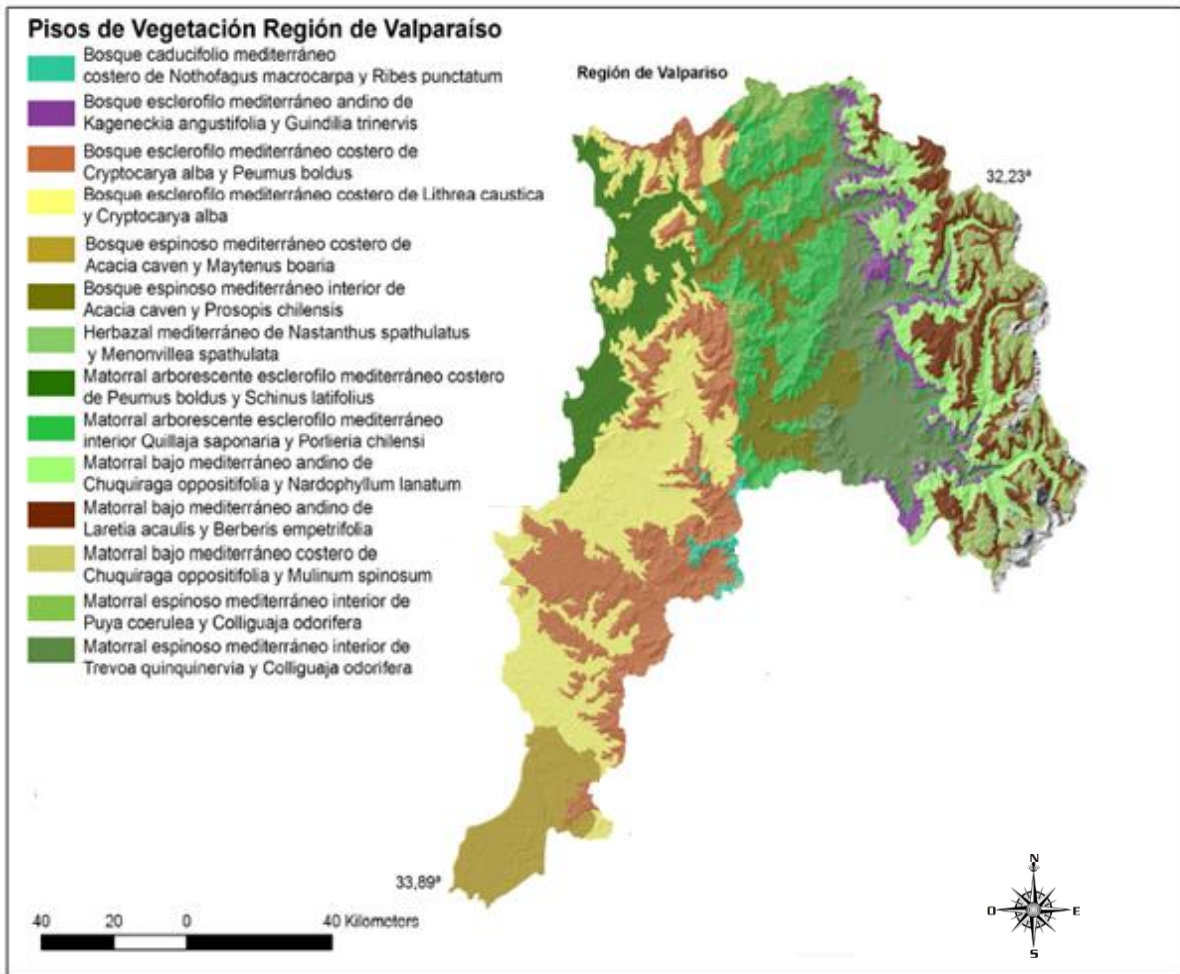 Pisos de Vegetación Región de Valparaíso
Bosque caducifolio mediterráneo
costero de Nothofagus macrocarpa y Ribes punctatum
Bosque esclerofilo mediterráneo andino de
Kageneckia angustifolia y Guindilia trinervis
Bosque esclerofilo mediterráneo costero de
Cryptocarya alba y Peumus boldus
Bosque esclerofilo mediterráneo costero de Lithrea caustica
y Cryptocarya alba
Bosque espinoso mediterráneo costero de
Acacia caven y Maytenus boaria
Bosque espinoso mediterráneo interior de
Acacia caven y Prosopis chilensis
Herbazal mediterráneo de Nastanthus spathulatus
y Menonvillea spathulata
Matorral arborescente esclerofilo mediterráneo costero
de Peumus boldus y Schinus latifolius
Matorral arborescente esclerofilo mediterráneo
interior Quillaja saponaria y Porlieria chilensi
Matorral bajo mediterráneo andino de
Chuquiraga oppositifolia y Nardophyllum lanatum
Matorral bajo mediterráneo andino de
Laretia acaulis y Berberis empetrifolia
Matorral bajo mediterráneo costero de
Chuquiraga oppositifolia y Mulinum spinosum
Matorral espinoso mediterráneo interior de
Puya coerulea y Colliguaja odorifera
Matorral espinoso mediterráneo interior de
Trevoa quinquinervia y Colliguaja odorifera
Región de Valpariso
32,23ª
33,89ª
40 20 0 40 Kilometers
N
O E
S